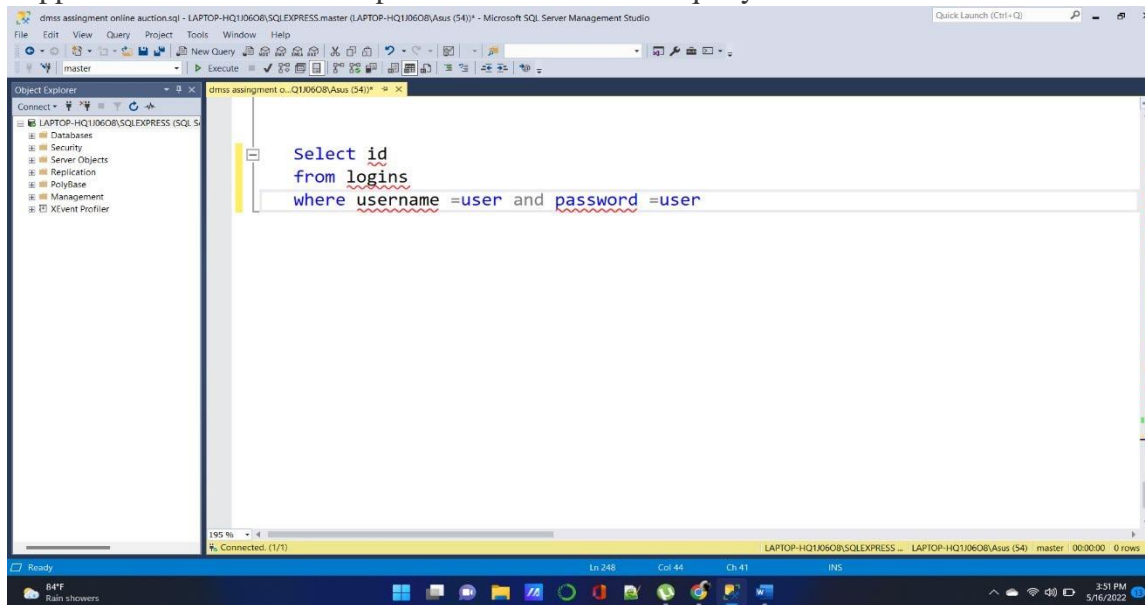 dmss assingment online auction.sql - LAPTOP-HQ1J06O8\SQLEXPRESS.master (LAPTOP-HQ1J06O8\Asus (54))* - Microsoft SQL Server Management Studio
Quick Launch (Ctrl+Q)
File Edit View Query Project Tools Window Help
New Query
master
Execute
Object Explorer
dmss assingment o...Q1J06O8\Asus (54))*
Connect
LAPTOP-HQ1J06O8\SQLEXPRESS (SQL S
Databases
Security
Server Objects
Replication
PolyBase
Management
XEvent Profiler
Select id
from logins
where username =user and password =user
195 %
Connected. (1/1)
LAPTOP-HQ1J06O8\SQLEXPRESS ... LAPTOP-HQ1J06O8\Asus (54) master 00:00:00 0 rows
Ready
Ln 248 Col 44 Ch 41 INS
84°F
Rain showers
3:51 PM
5/16/2022